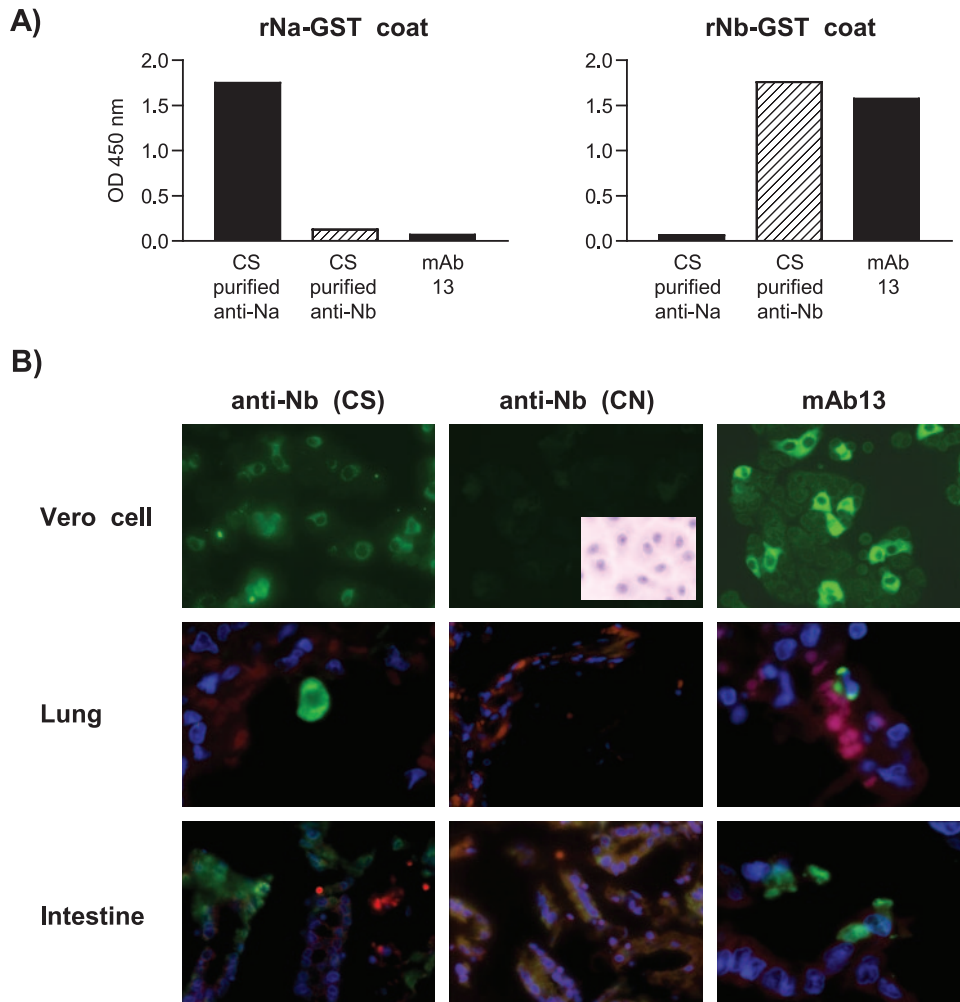 A)
rNa-GST coat
rNb-GST coat
OD 450 nm
2.0
1.5
1.0
0.5
0.0
CS
purified
anti-Na
CS
purified
anti-Nb
mAb
13
2.0
1.5
1.0
0.5
0.0
CS
purified
anti-Na
CS
purified
anti-Nb
mAb
13
B)
anti-Nb (CS)
anti-Nb (CN)
mAb13
Vero cell
Lung
Intestine